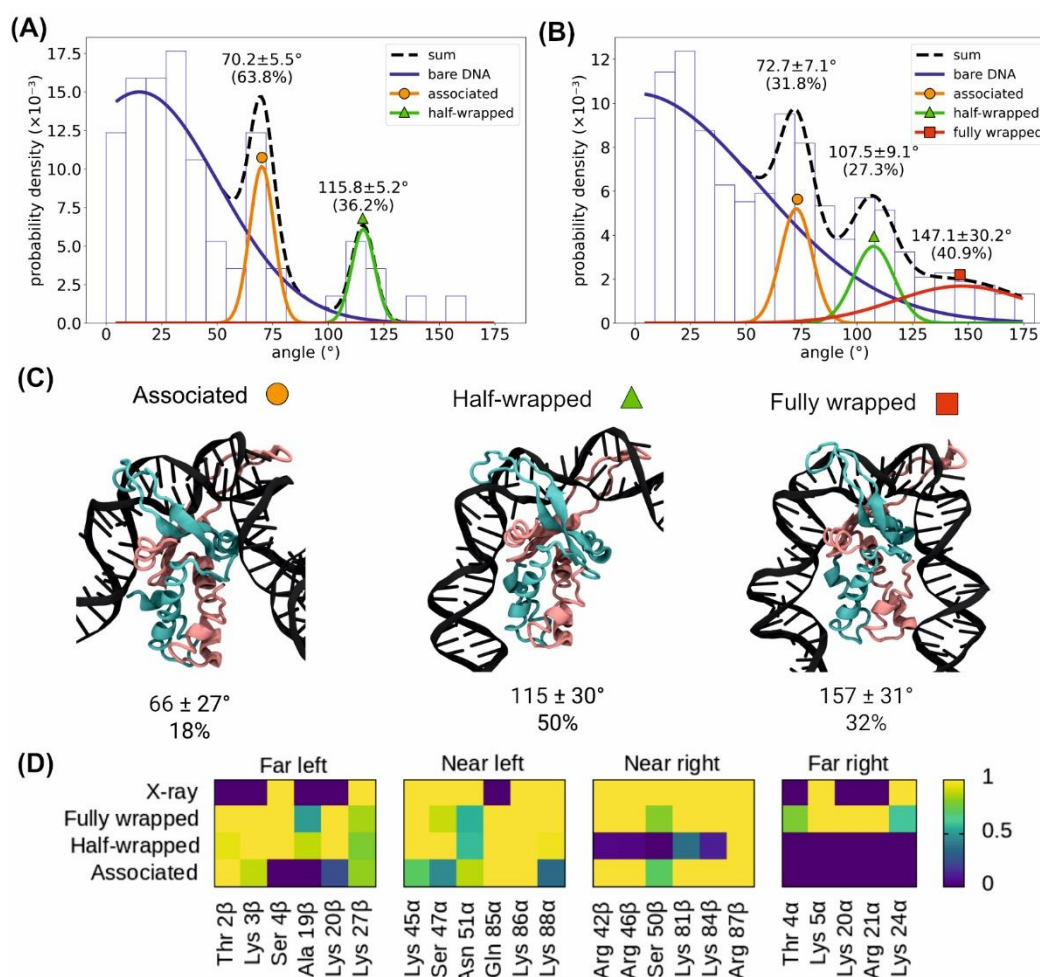 (A)
17.5
15.0
12.5
10.0
7.5
5.0
2.5
0.0
probability density (×10⁻³)
70.2±5.5°
(63.8%)
115.8±5.2°
(36.2%)
sum
bare DNA
associated
half-wrapped
0 25 50 75 100 125 150 175
angle (°)
(B)
12
10
8
6
4
2
0
probability density (×10⁻³)
72.7±7.1°
(31.8%)
107.5±9.1°
(27.3%)
147.1±30.2°
(40.9%)
sum
bare DNA
associated
half-wrapped
fully wrapped
0 25 50 75 100 125 150 175
angle (°)
(C)
Associated
Half-wrapped
Fully wrapped
66 ± 27°
18%
115 ± 30°
50%
157 ± 31°
32%
(D)
Far left
Near left
Near right
Far right
X-ray
Fully wrapped
Half-wrapped
Associated
1
0.5
0
Thr 2β
Lys 3β
Ser 4β
Ala 19β
Lys 20β
Lys 27β
Lys 45α
Ser 47α
Asn 51α
Gln 85α
Lys 86α
Lys 88α
Arg 42β
Arg 46β
Ser 50β
Lys 81β
Lys 84β
Arg 87β
Thr 4α
Lys 5α
Lys 20α
Arg 21α
Lys 24α